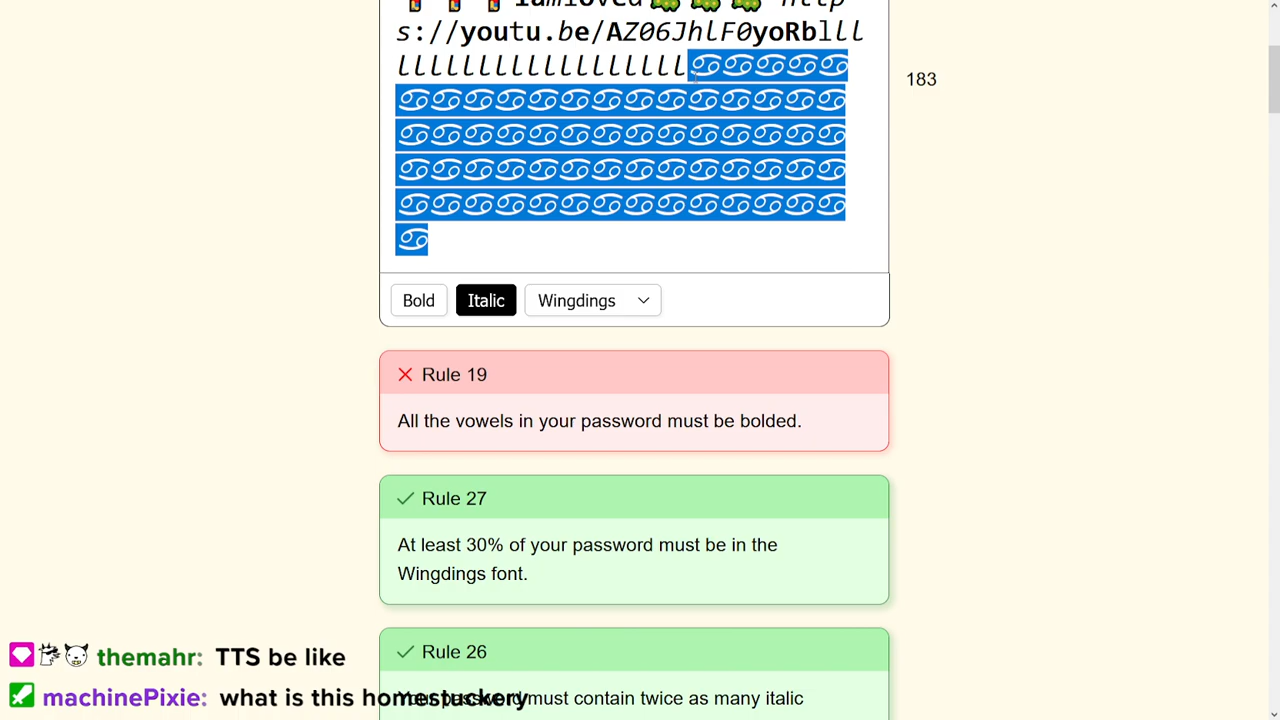 🐛🐛🐛 http
s://youtu.be/AZ06JhlF0yoRblll
llllllllllllllllll♋♋♋♋♋
♋♋♋♋♋♋♋♋♋♋♋♋♋♋
♋♋♋♋♋♋♋♋♋♋♋♋♋♋
♋♋♋♋♋♋♋♋♋♋♋♋♋♋
♋♋♋♋♋♋♋♋♋♋♋♋♋♋
♋
183
Bold Italic Wingdings
Rule 19
All the vowels in your password must be bolded.
Rule 27
At least 30% of your password must be in the
Wingdings font.
Rule 26
must contain twice as many italic
themahr: TTS be like
machinePixie: what is this homestuckery